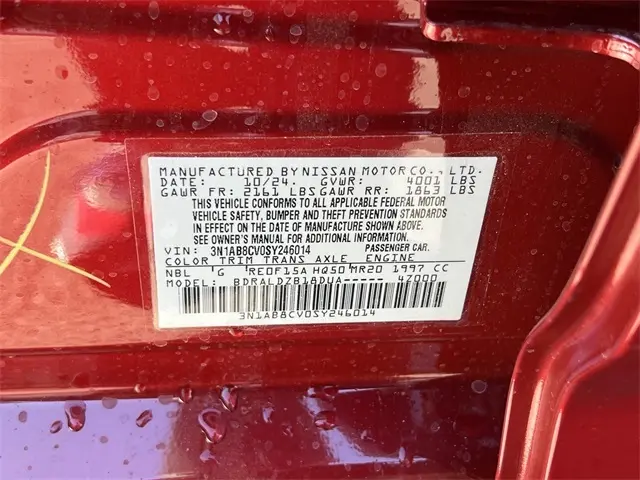 MANUFACTURED BY NISSAN MOTOR CO., LTD.
DATE: 10/24. GVWR: 4001 LBS
GAWR FR: 2161 LBS GAWR RR: 1863 LBS
THIS VEHICLE CONFORMS TO ALL APPLICABLE FEDERAL MOTOR
VEHICLE SAFETY, BUMPER AND THEFT PREVENTION STANDARDS
IN EFFECT ON THE DATE OF MANUFACTURE SHOWN ABOVE.
SEE OWNER'S MANUAL FOR ADDITIONAL INFORMATION.
VIN: 3N1AB8CV0SY246014 PASSENGER CAR.
COLOR TRIM TRANS AXLE ENGINE
NBL G RE0F15A HQ50 MR20 1997 CC
MODEL: BDRALDZB18DUA----- 4Z000
3N1AB8CV0SY246014